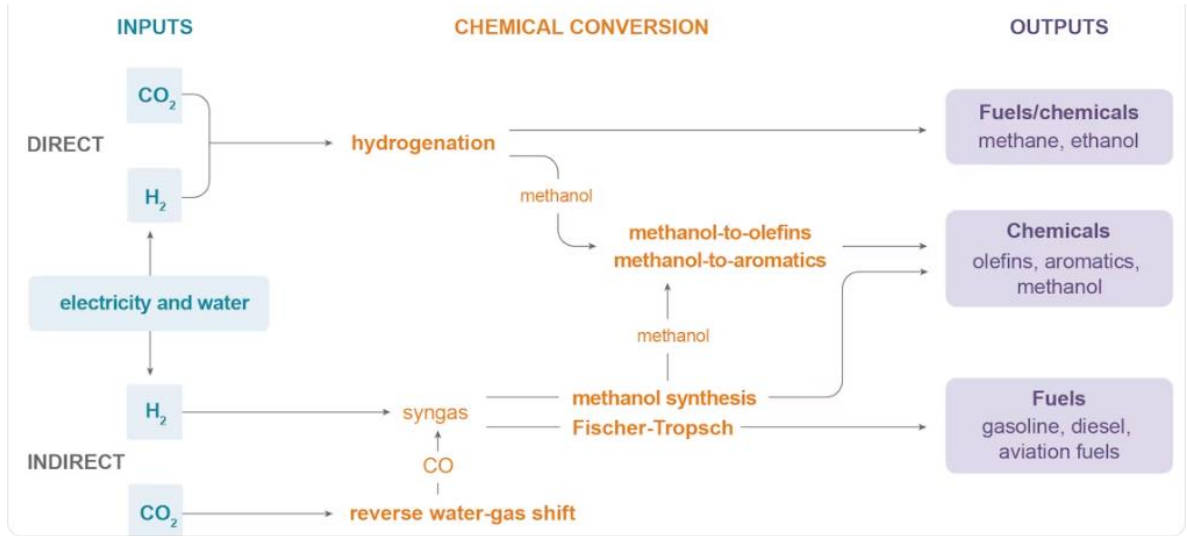 INPUTS
CHEMICAL CONVERSION
OUTPUTS
CO₂
DIRECT
hydrogenation
Fuels/chemicals
methane, ethanol
H₂
methanol
methanol-to-olefins
methanol-to-aromatics
Chemicals
olefins, aromatics,
methanol
electricity and water
methanol
H₂
syngas
methanol synthesis
Fischer-Tropsch
Fuels
gasoline, diesel,
aviation fuels
INDIRECT
CO
CO₂
reverse water-gas shift